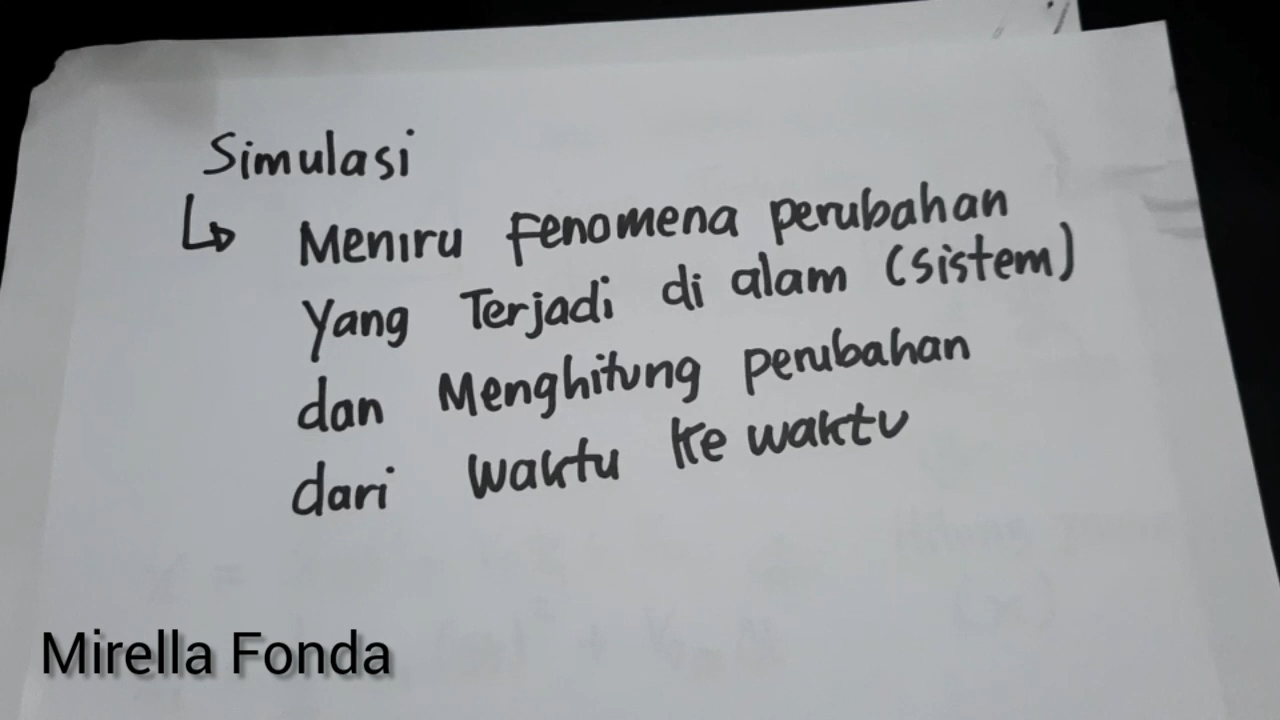 Simulasi
↳ Meniru fenomena perubahan
Yang Terjadi di alam (sistem)
dan Menghitung perubahan
dari waktu ke waktu
Mirella Fonda